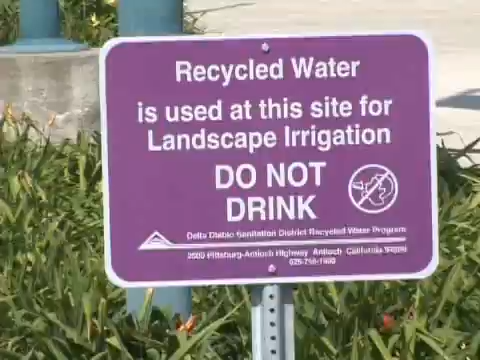 Recycled Water
is used at this site for
Landscape Irrigation
DO NOT
DRINK
Delta Diablo Sanitation District Recycled Water Program
2500 Pittsburg-Antioch Highway Antioch California